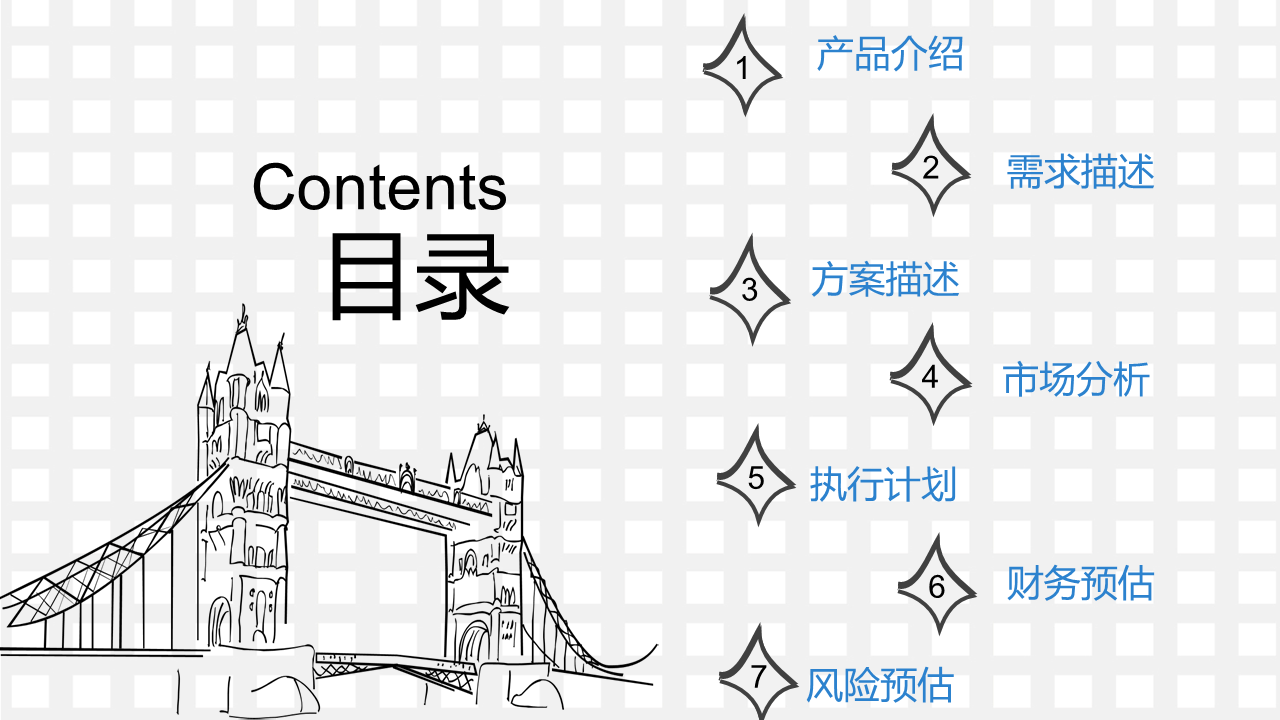 Contents
目录
1 产品介绍
2 需求描述
3 方案描述
4 市场分析
5 执行计划
6 财务预估
7 风险预估